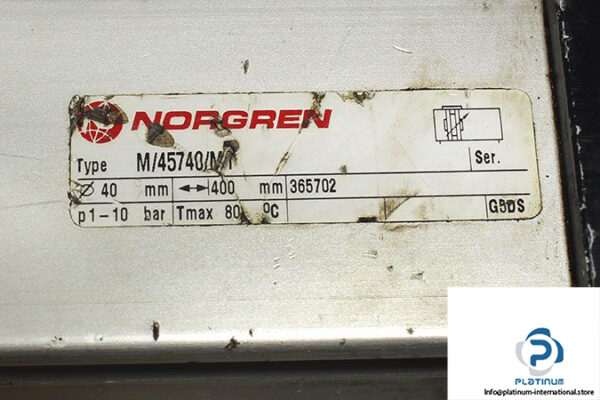 NORGREN
Type M/45740/M/1 Ser.
⌀ 40 mm ◄─► 400 mm 365702
p1-10 bar Tmax 80 °C GBDS
PLATINUM
Info@platinum-international.store